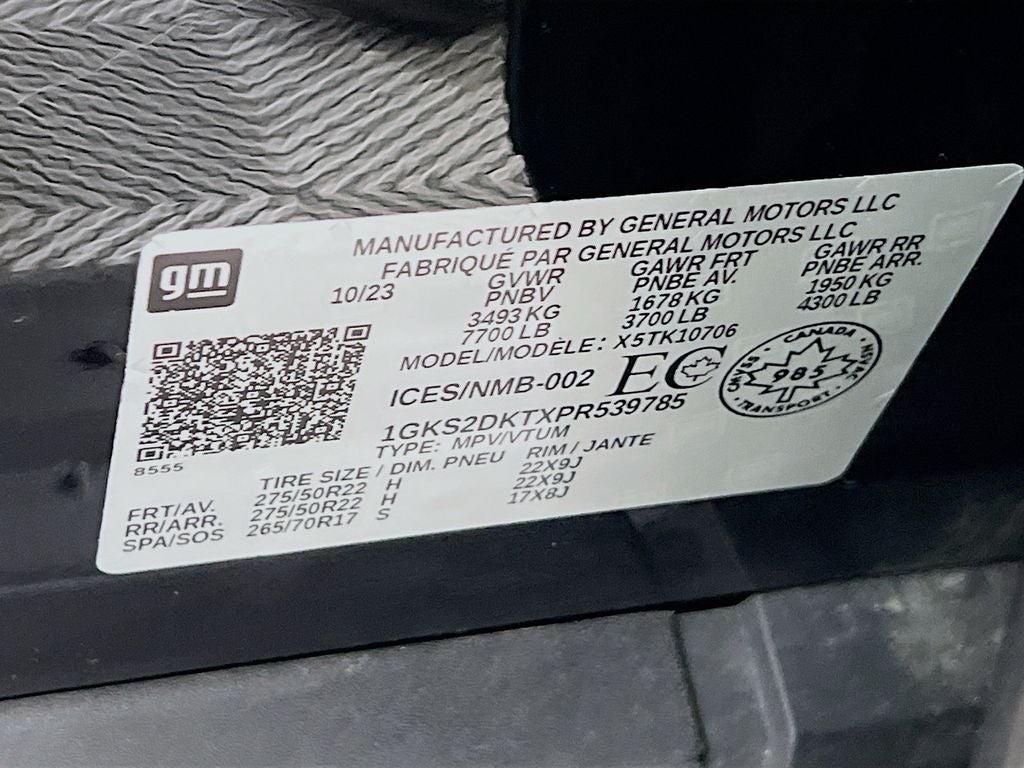 MANUFACTURED BY GENERAL MOTORS LLC
FABRIQUÉ PAR GENERAL MOTORS LLC
gm
10/23
GVWR GAWR FRT GAWR RR
PNBV PNBE AV. PNBE ARR.
3493 KG 1678 KG 1950 KG
7700 LB 3700 LB 4300 LB
MODEL/MODÈLE: X5TK10706
ICES/NMB-002 EC
CANADA
CMVSS 985 NSVAC
TRANSPORT
1GKS2DKTXPR539785
8555
TYPE: MPV/VTUM
TIRE SIZE / DIM. PNEU RIM / JANTE
FRT/AV. 275/50R22 H 22X9J
RR/ARR. 275/50R22 H 22X9J
SPA/SOS 265/70R17 S 17X8J